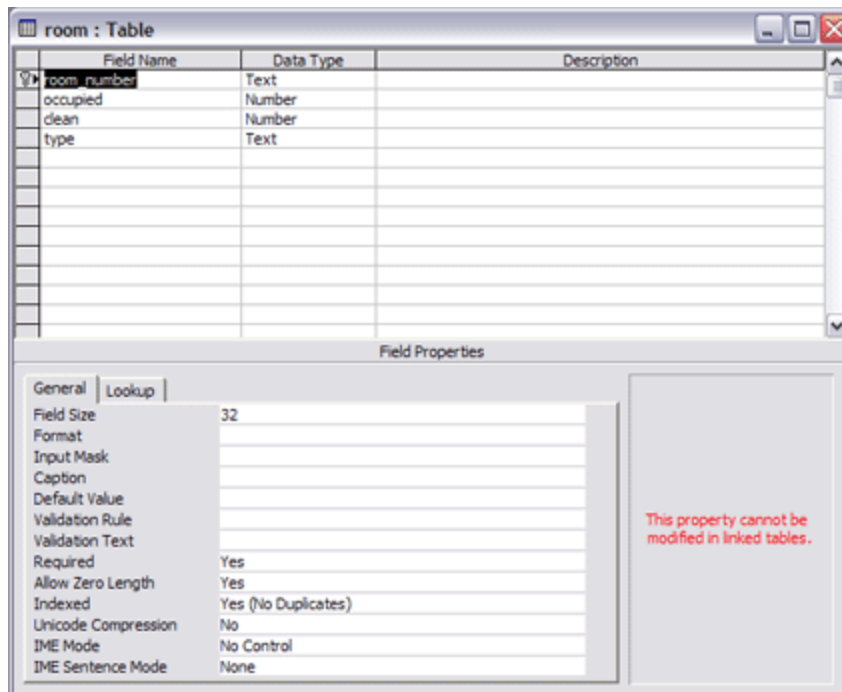 room : Table
Field Name Data Type Description
room_number Text
occupied Number
clean Number
type Text
Field Properties
General Lookup
Field Size 32
Format
Input Mask
Caption
Default Value
Validation Rule
Validation Text
Required Yes
Allow Zero Length Yes
Indexed Yes (No Duplicates)
Unicode Compression No
IME Mode No Control
IME Sentence Mode None
This property cannot be
modified in linked tables.